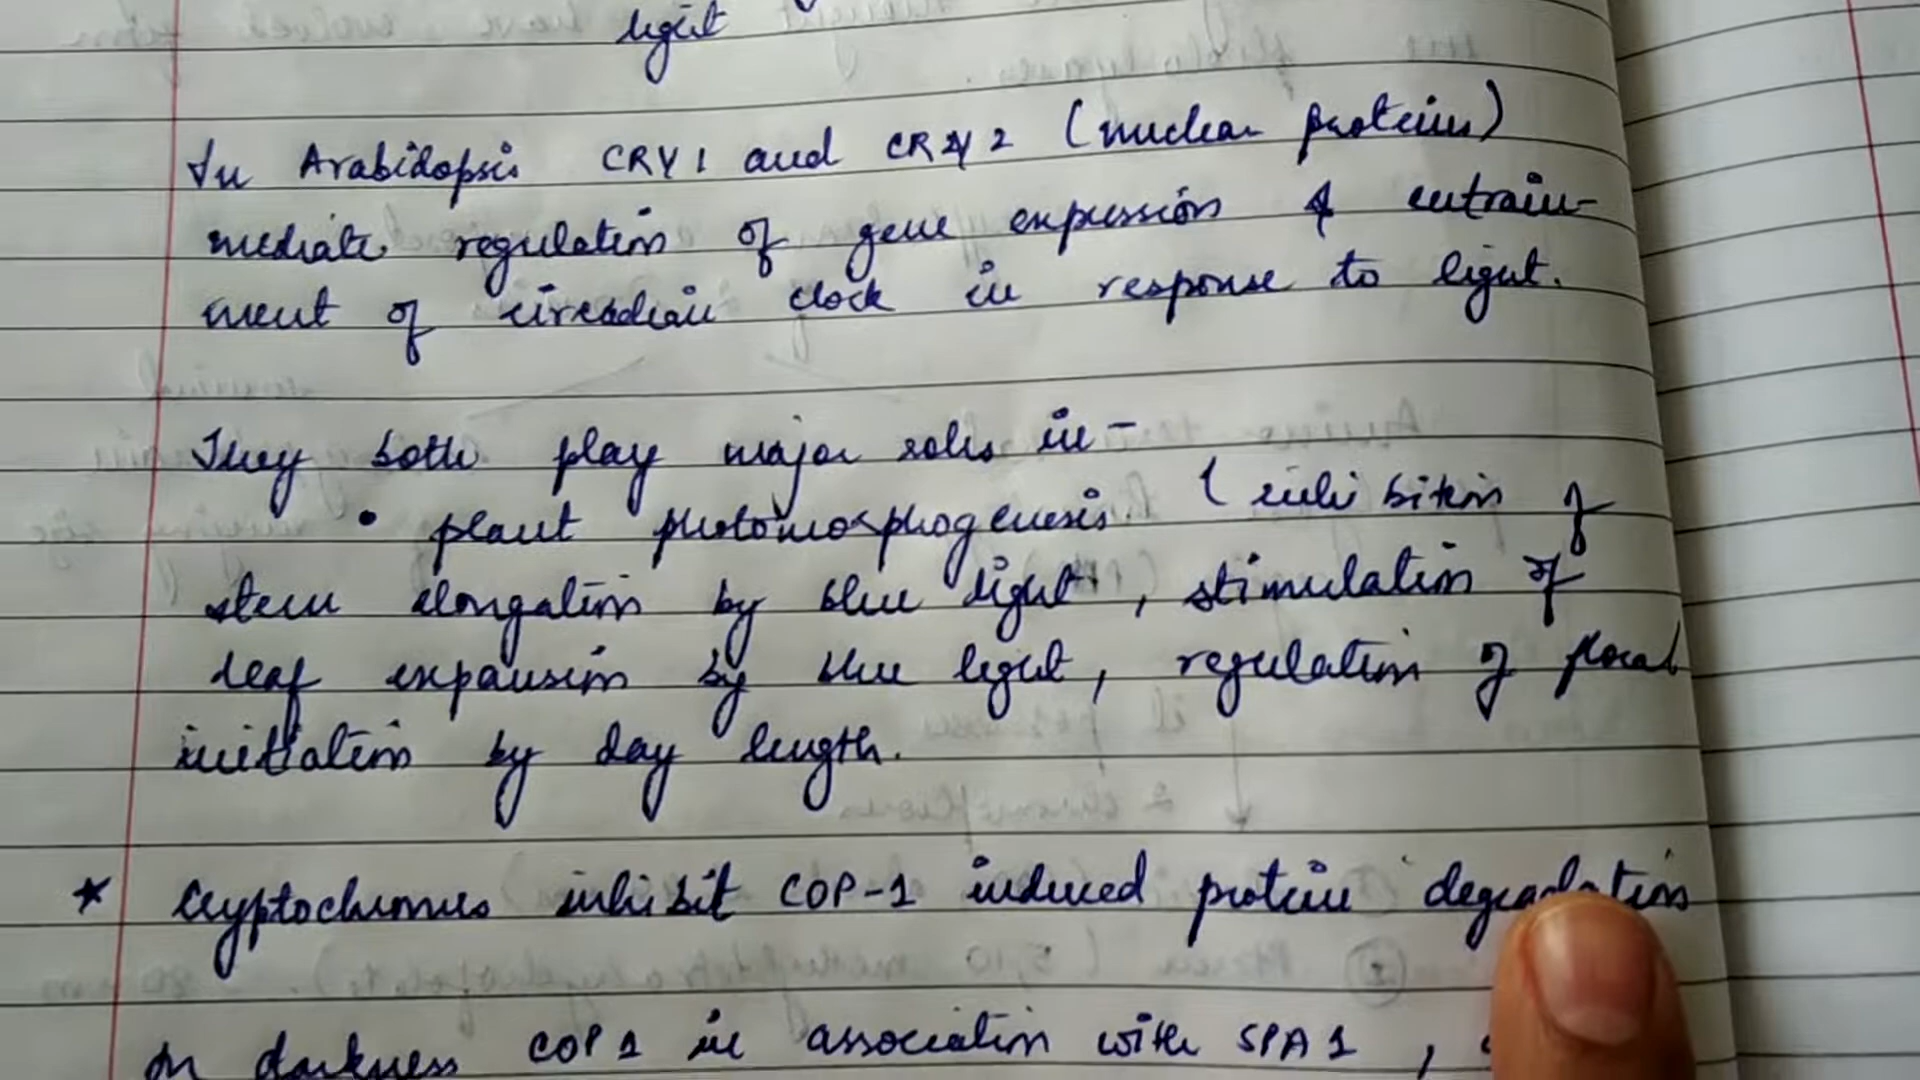 light
In Arabidopsis CRY1 and CRY2 (nuclear proteins)
mediate regulation of gene expression & entrain-
ment of circadian clock in response to light.
They both play major roles in-
• plant photomorphogenesis (inhibition of
stem elongation by blue light, stimulation of
leaf expansion by blue light, regulation of floral
initiation by day length.
* Cryptochromes inhibit COP-1 induced protein degradation
In darkness COP1 in association with SPA1,